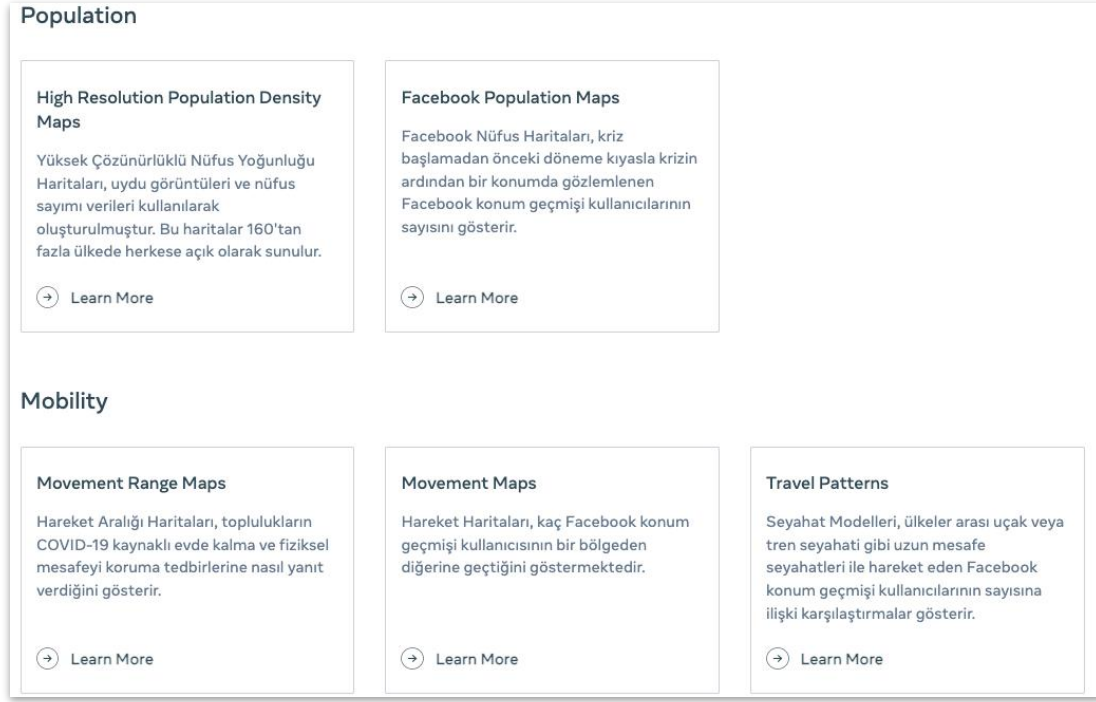 Population
High Resolution Population Density
Maps
Yüksek Çözünürlüklü Nüfus Yoğunluğu
Haritaları, uydu görüntüleri ve nüfus
sayımı verileri kullanılarak
oluşturulmuştur. Bu haritalar 160'tan
fazla ülkede herkese açık olarak sunulur.
Learn More
Facebook Population Maps
Facebook Nüfus Haritaları, kriz
başlamadan önceki döneme kıyasla krizin
ardından bir konumda gözlemlenen
Facebook konum geçmişi kullanıcılarının
sayısını gösterir.
Learn More
Mobility
Movement Range Maps
Hareket Aralığı Haritaları, toplulukların
COVID-19 kaynaklı evde kalma ve fiziksel
mesafeyi koruma tedbirlerine nasıl yanıt
verdiğini gösterir.
Learn More
Movement Maps
Hareket Haritaları, kaç Facebook konum
geçmişi kullanıcısının bir bölgeden
diğerine geçtiğini göstermektedir.
Learn More
Travel Patterns
Seyahat Modelleri, ülkeler arası uçak veya
tren seyahati gibi uzun mesafe
seyahatleri ile hareket eden Facebook
konum geçmişi kullanıcılarının sayısına
ilişki karşılaştırmalar gösterir.
Learn More